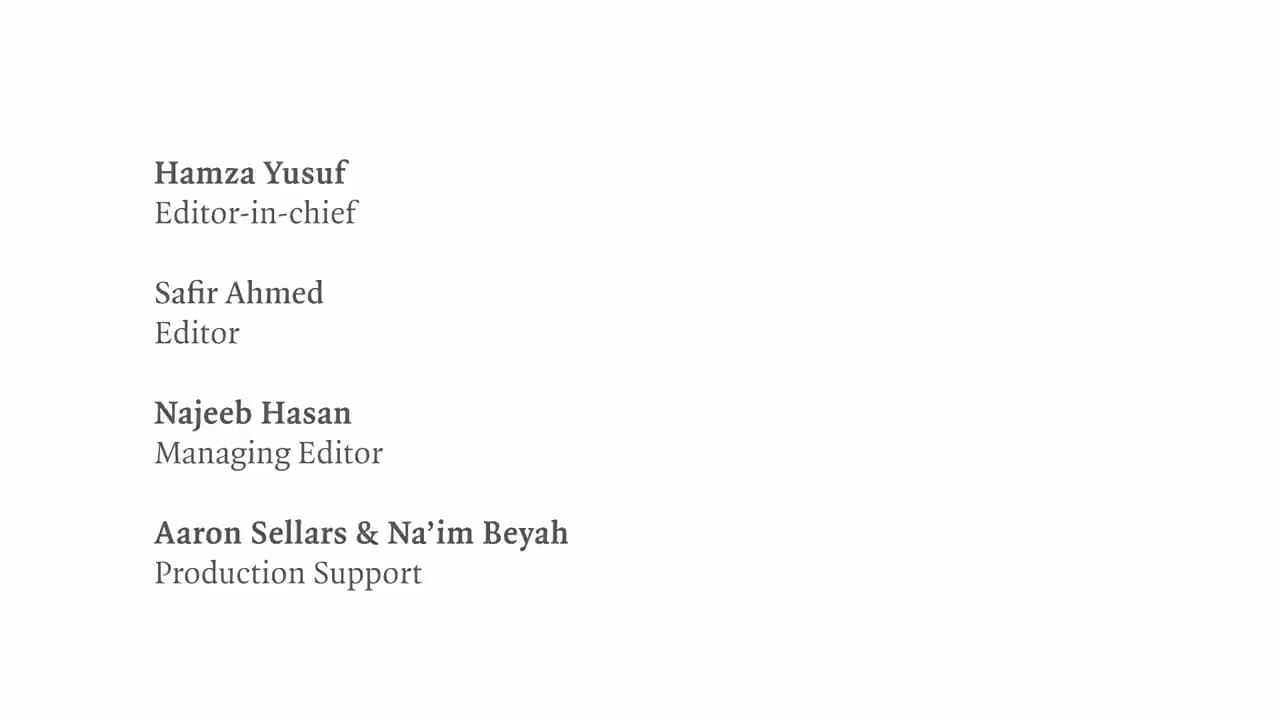 Hamza Yusuf
Editor-in-chief
Safir Ahmed
Editor
Najeeb Hasan
Managing Editor
Aaron Sellars & Na’im Beyah
Production Support